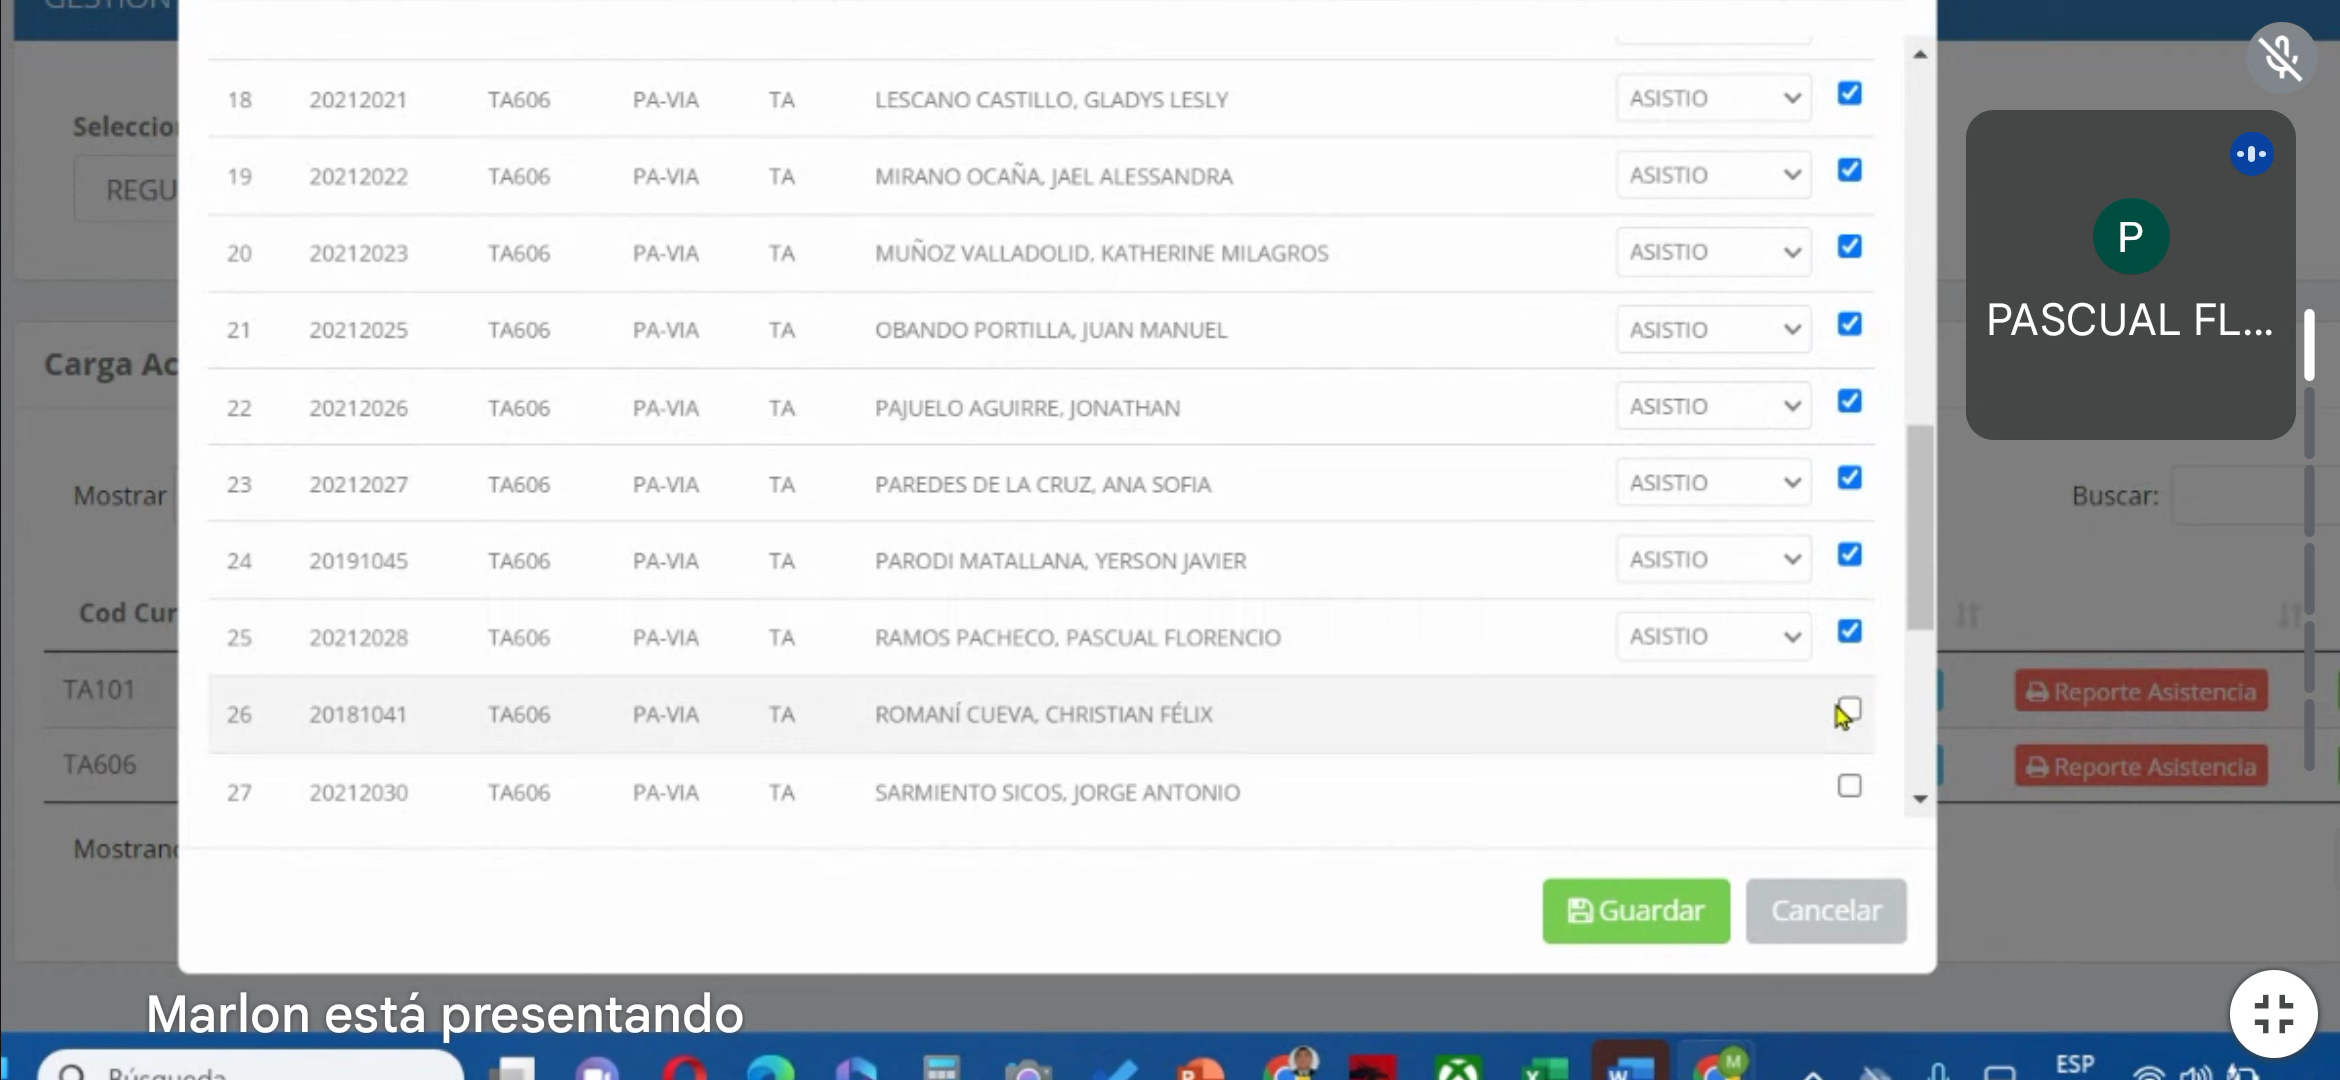 18 20212021 TA606 PA-VIA TA LESCANO CASTILLO, GLADYS LESLY ASISTIO
Seleccio
19 20212022 TA606 PA-VIA TA MIRANO OCAÑA, JAEL ALESSANDRA ASISTIO
REGU
20 20212023 TA606 PA-VIA TA MUÑOZ VALLADOLID, KATHERINE MILAGROS ASISTIO
P
PASCUAL FL...
21 20212025 TA606 PA-VIA TA OBANDO PORTILLA, JUAN MANUEL ASISTIO
Carga Ac
22 20212026 TA606 PA-VIA TA PAJUELO AGUIRRE, JONATHAN ASISTIO
23 20212027 TA606 PA-VIA TA PAREDES DE LA CRUZ, ANA SOFIA ASISTIO
Mostrar
Buscar:
24 20191045 TA606 PA-VIA TA PARODI MATALLANA, YERSON JAVIER ASISTIO
Cod Cur
25 20212028 TA606 PA-VIA TA RAMOS PACHECO, PASCUAL FLORENCIO ASISTIO
TA101
Reporte Asistencia
26 20181041 TA606 PA-VIA TA ROMANÍ CUEVA, CHRISTIAN FÉLIX
TA606
Reporte Asistencia
27 20212030 TA606 PA-VIA TA SARMIENTO SICOS, JORGE ANTONIO
Mostran
Guardar Cancelar
Marlon está presentando
Búsqueda
M
ESP